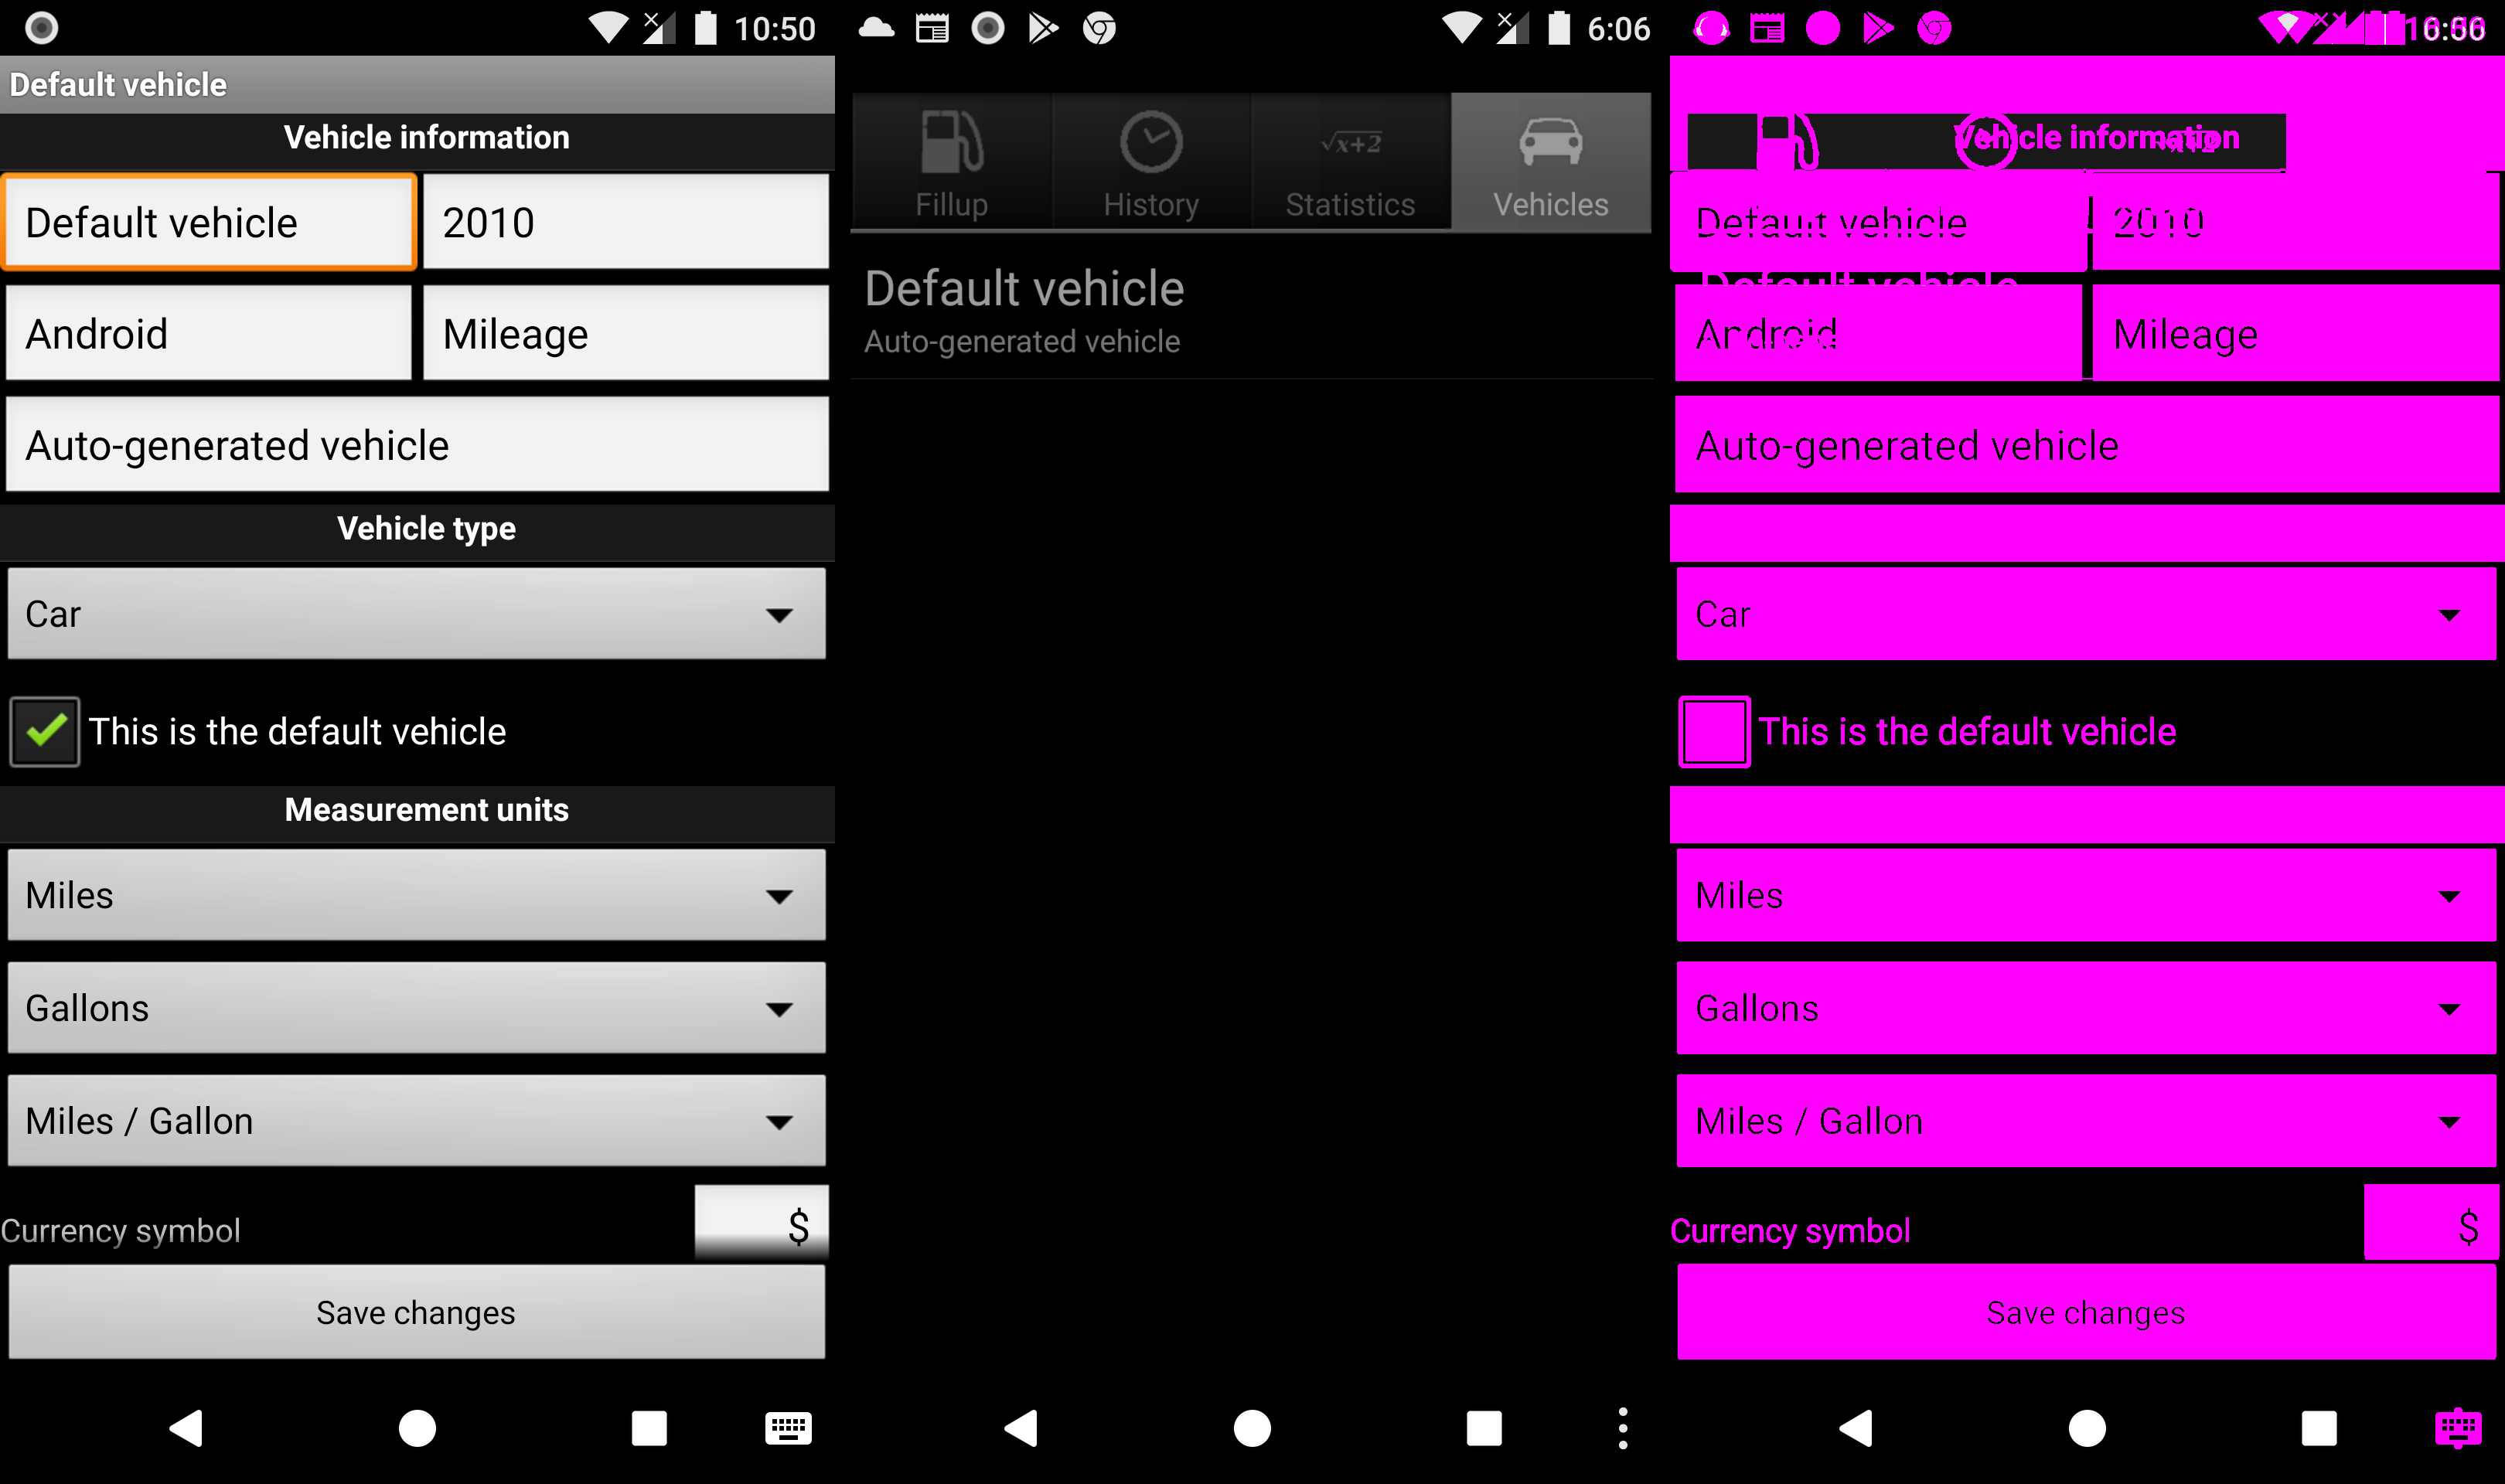 10:50
Default vehicle
Vehicle information
Default vehicle
2010
Android
Mileage
Auto-generated vehicle
Vehicle type
Car
This is the default vehicle
Measurement units
Miles
Gallons
Miles / Gallon
Currency symbol
$
Save changes
6:06
√x+2
Fillup
History
Statistics
Vehicles
Default vehicle
Auto-generated vehicle
Vehicle information
Default vehicle
2010
Default vehicle
Android
Mileage
Auto-generated vehicle
Car
This is the default vehicle
Miles
Gallons
Miles / Gallon
Currency symbol
$
Save changes